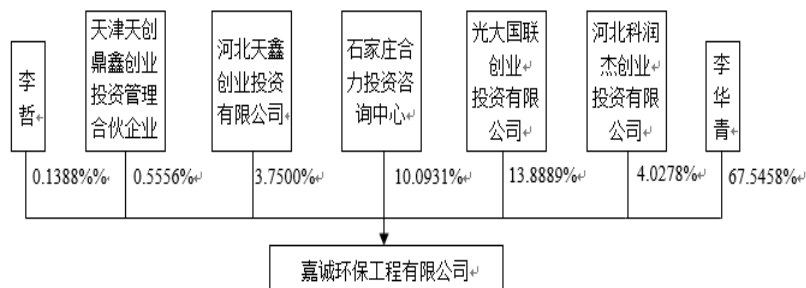 李
哲
天津天创
鼎鑫创业
投资管理
合伙企业
河北天鑫
创业投资
有限公司
石家庄合
力投资咨
询中心
光大国联
创业
投资有限
公司
河北科润
杰创业
投资有限
公司
李
华
青
0.1388%%
0.5556%
3.7500%
10.0931%
13.8889%
4.0278%
67.5458%
嘉诚环保工程有限公司